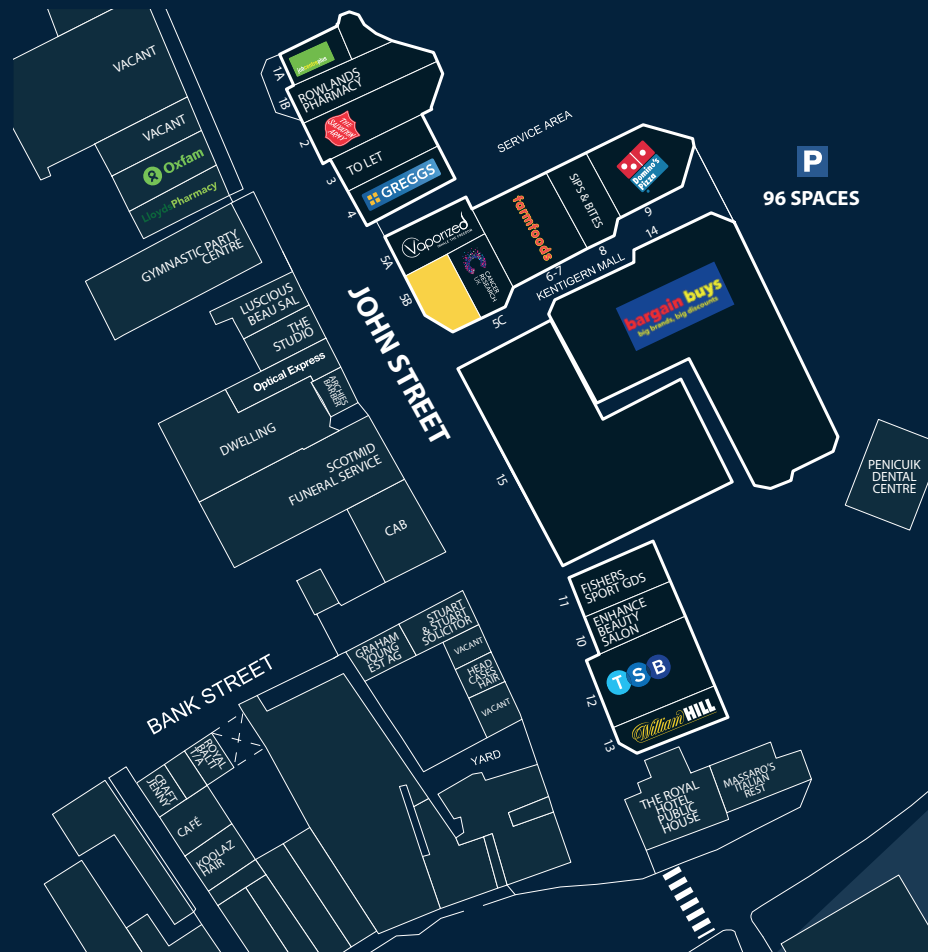 VACANT
VACANT
Oxfam
LloydsPharmacy
GYMNASTIC PARTY
CENTRE
LUSCIOUS
BEAU SAL
THE
STUDIO
Optical Express
ARCHIES
BARBER
DWELLING
SCOTMID
FUNERAL SERVICE
CAB
1A
1B
2
3
4
jobcentreplus
ROWLANDS
PHARMACY
THE
SALVATION
ARMY
TO LET
GREGGS
SERVICE AREA
5A
5B
5C
Vaporized
CANCER
RESEARCH
UK
farmfoods
SIPS & BITES
Domino's
Pizza
6-7
8
9
14
KENTIGERN MALL
P
96 SPACES
JOHN STREET
bargain buys
big brands, big discounts
15
PENICUIK
DENTAL
CENTRE
11
FISHERS
SPORT GDS
10
ENHANCE
BEAUTY
SALON
12
TSB
13
William HILL
BANK STREET
GRAHAM
YOUNG
EST AG
STUART
& STUART
SOLICITOR
VACANT
HEAD
CASES
HAIR
VACANT
YARD
ROYAL
BALTI
T/A
CRAFT
JENNY
CAFÉ
KOOLAZ
HAIR
THE ROYAL
HOTEL
PUBLIC
HOUSE
MASSARO'S
ITALIAN
REST